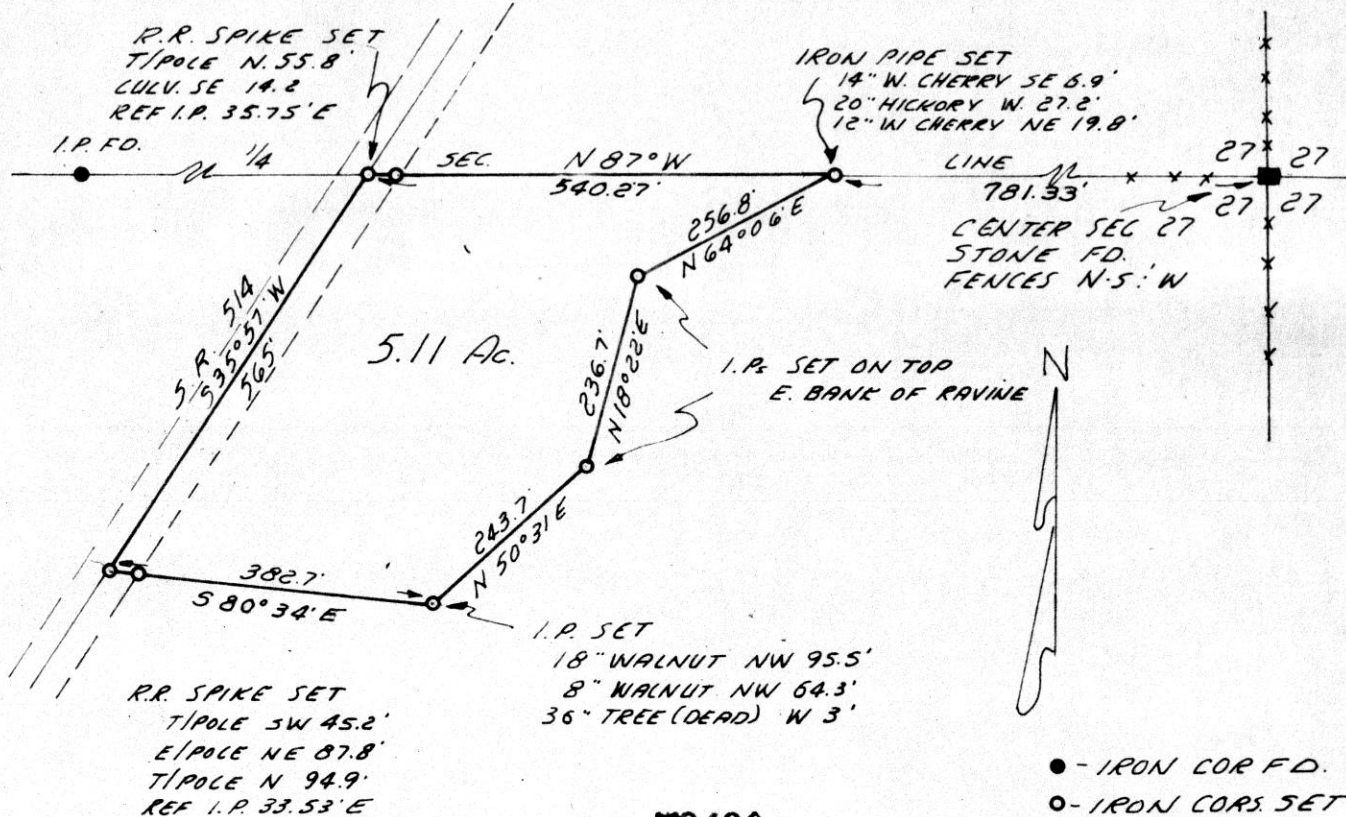 R.R. SPIKE SET
T/POLE N. 55.8'
CULV. SE 14.2
REF I.P. 35.75' E
IRON PIPE SET
14" W. CHERRY SE 6.9'
20" HICKORY W. 27.2'
12" W CHERRY NE 19.8'
I.P. FD.
1/4
SEC.
N 87° W
540.27'
LINE
781.33'
27
27
27
27
CENTER SEC 27
STONE FD.
FENCES N-S: W
256.8'
N 64° 06' E
S. R. 514
S 35° 57' W
565'
5.11 Ac.
236.7'
N 18° 22' E
I.Ps SET ON TOP
E. BANK OF RAVINE
N
243.7'
N 50° 31 E
382.7'
S 80° 34' E
I.P. SET
18" WALNUT NW 95.5'
8" WALNUT NW 64.3'
36" TREE (DEAD) W 3'
R.R. SPIKE SET
T/POLE SW 45.2'
E/POLE NE 87.8'
T/POLE N 94.9'
REF I.P. 33.53' E
- IRON COR F D.
- IRON CORS. SET